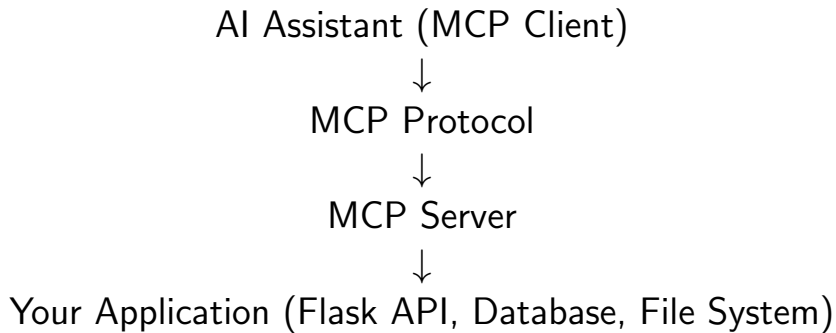 AI Assistant (MCP Client)
↓
MCP Protocol
↓
MCP Server
↓
Your Application (Flask API, Database, File System)